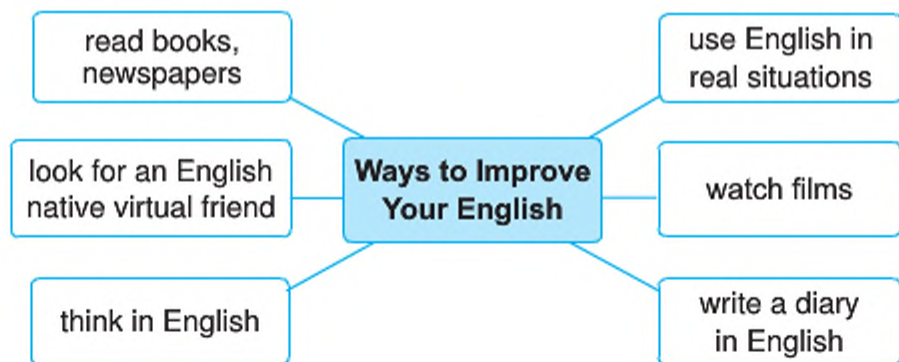 read books,
newspapers
use English in
real situations
look for an English
native virtual friend
Ways to Improve
Your English
watch films
think in English
write a diary
in English